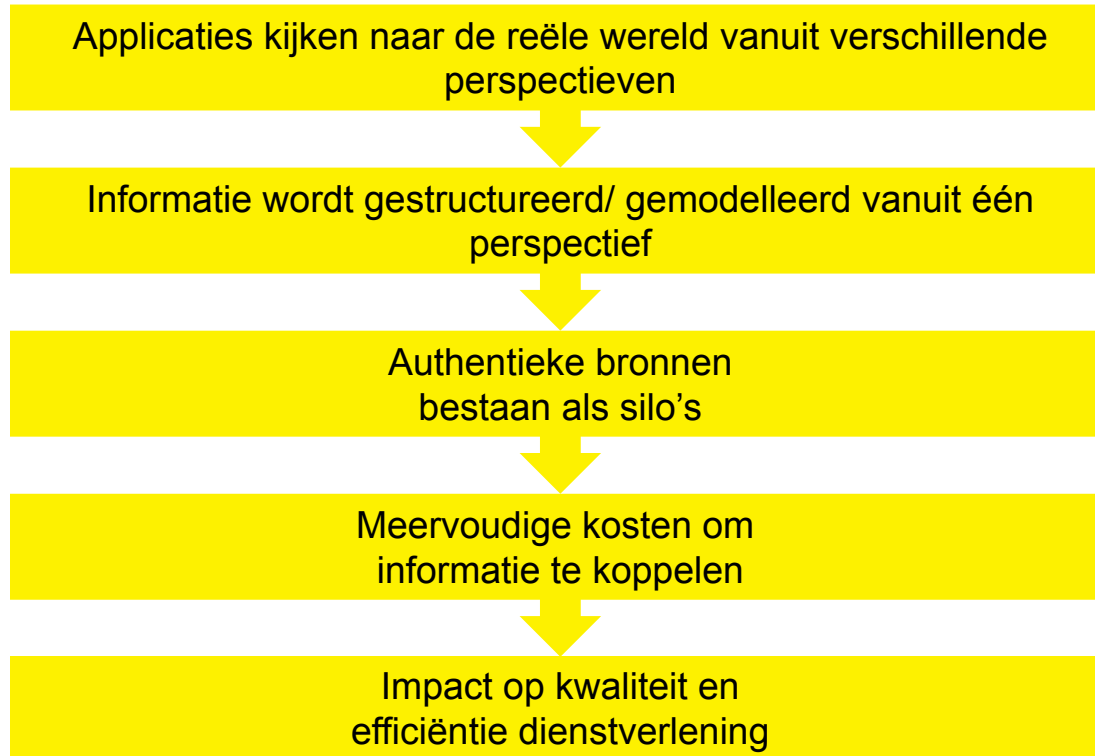 Applicaties kijken naar de reële wereld vanuit verschillende
perspectieven
Informatie wordt gestructureerd/ gemodelleerd vanuit één
perspectief
Authentieke bronnen
bestaan als silo’s
Meervoudige kosten om
informatie te koppelen
Impact op kwaliteit en
efficiëntie dienstverlening